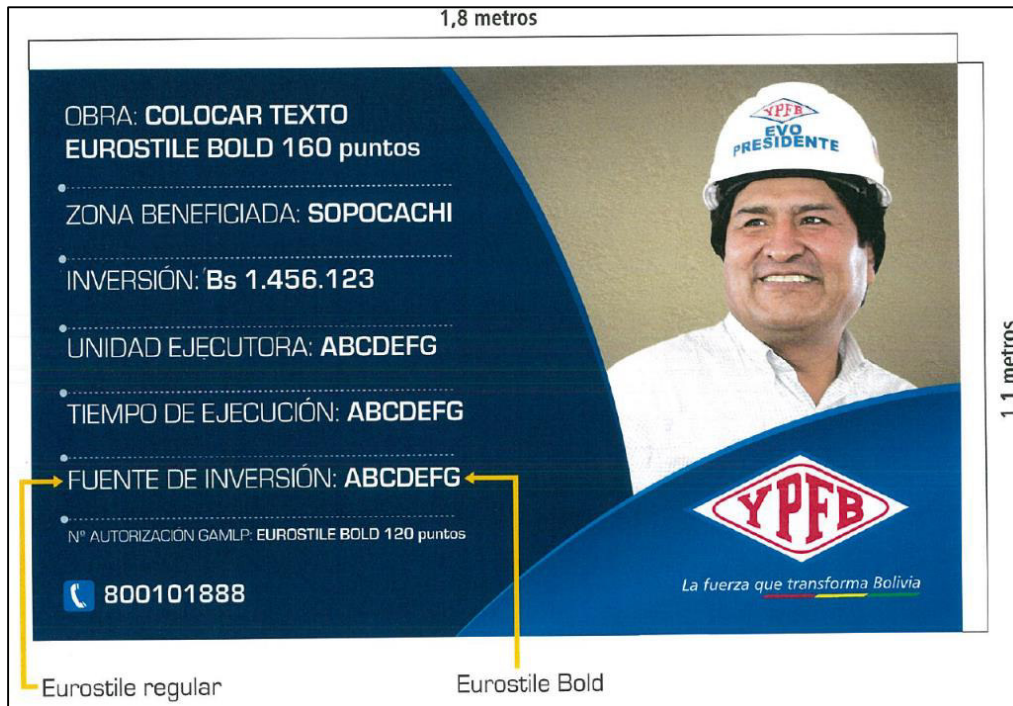 1,8 metros
OBRA: COLOCAR TEXTO
EUROSTILE BOLD 160 puntos
ZONA BENEFICIADA: SOPOCACHI
INVERSIÓN: Bs 1.456.123
UNIDAD EJECUTORA: ABCDEFG
TIEMPO DE EJECUCIÓN: ABCDEFG
FUENTE DE INVERSIÓN: ABCDEFG
Nº AUTORIZACIÓN GAMLP: EUROSTILE BOLD 120 puntos
800101888
YPFB
EVO
PRESIDENTE
YPFB
La fuerza que transforma Bolivia
1,1 metros
Eurostile regular
Eurostile Bold